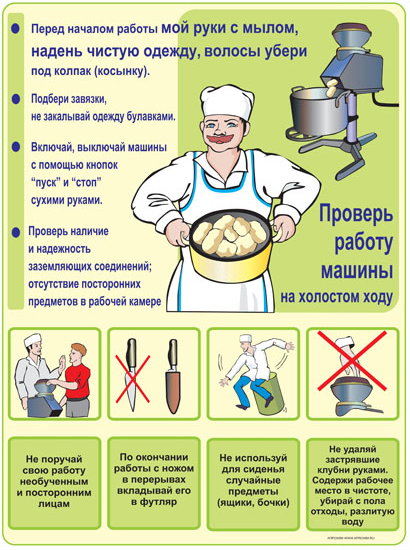 Перед началом работы мой руки с мылом,
надень чистую одежду, волосы убери
под колпак (косынку).
Подбери завязки,
не закалывай одежду булавками.
Включай, выключай машины
с помощью кнопок
“пуск” и “стоп”
сухими руками.
Проверь наличие
и надежность
заземляющих соединений;
отсутствие посторонних
предметов в рабочей камере
Проверь
работу
машины
на холостом ходу
Не поручай
свою работу
необученным
и посторонним
лицам
По окончании
работы с ножом
в перерывах
вкладывай его
в футляр
Не используй
для сиденья
случайные
предметы
(ящики, бочки)
Не удаляй
застрявшие
клубни руками.
Содержи рабочее
место в чистоте,
убирай с пола
отходы, разлитую
воду